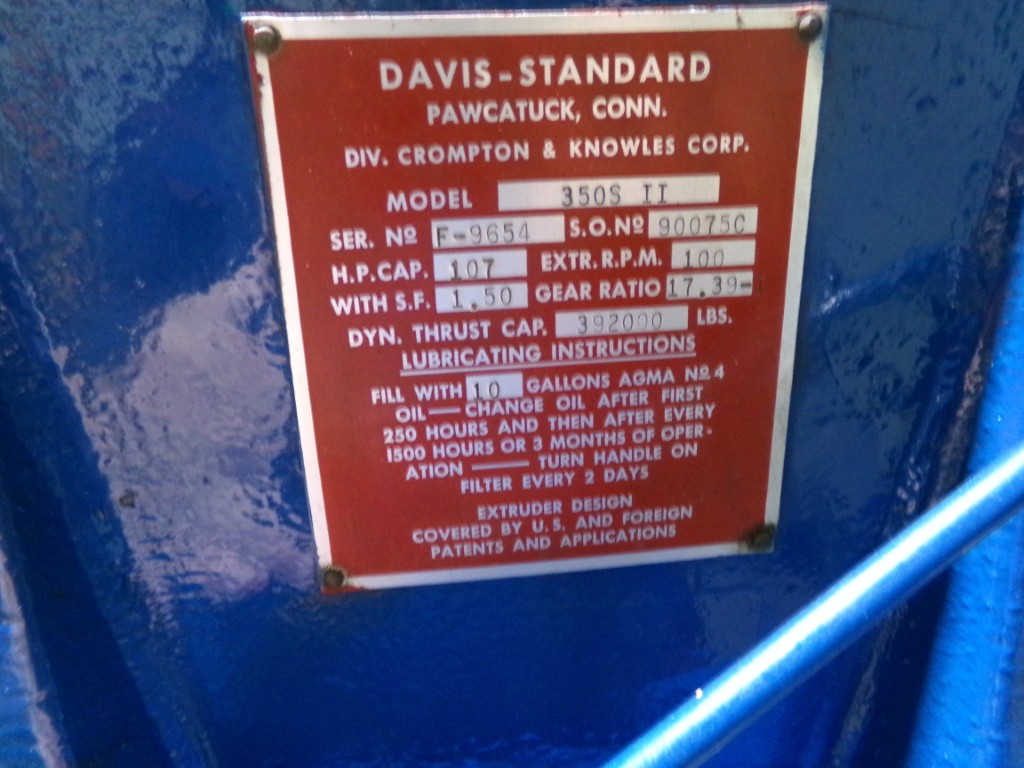 DAVIS-STANDARD
PAWCATUCK, CONN.
DIV. CROMPTON & KNOWLES CORP.
MODEL 350S II
SER. Nº F-9654 S.O.Nº 90075C
H.P.CAP. 107 EXTR.R.P.M. 100
WITH S.F. 1.50 GEAR RATIO 17.39-
DYN. THRUST CAP. 392000 LBS.
LUBRICATING INSTRUCTIONS
FILL WITH 10 GALLONS AGMA Nº 4
OIL — CHANGE OIL AFTER FIRST
250 HOURS AND THEN AFTER EVERY
1500 HOURS OR 3 MONTHS OF OPER-
ATION — TURN HANDLE ON
FILTER EVERY 2 DAYS
EXTRUDER DESIGN
COVERED BY U.S. AND FOREIGN
PATENTS AND APPLICATIONS